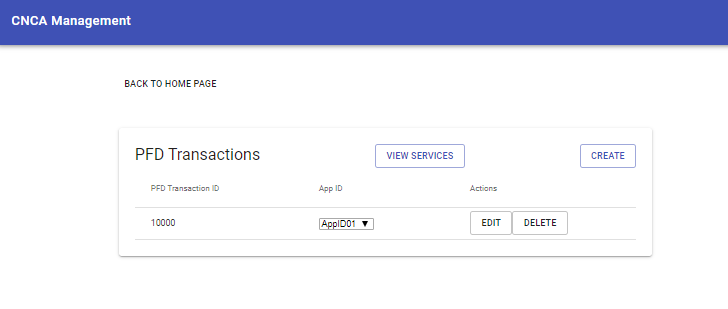 CNCA Management
BACK TO HOME PAGE
PFD Transactions VIEW SERVICES CREATE
PFD Transaction ID App ID Actions
10000 AppID01 EDIT DELETE